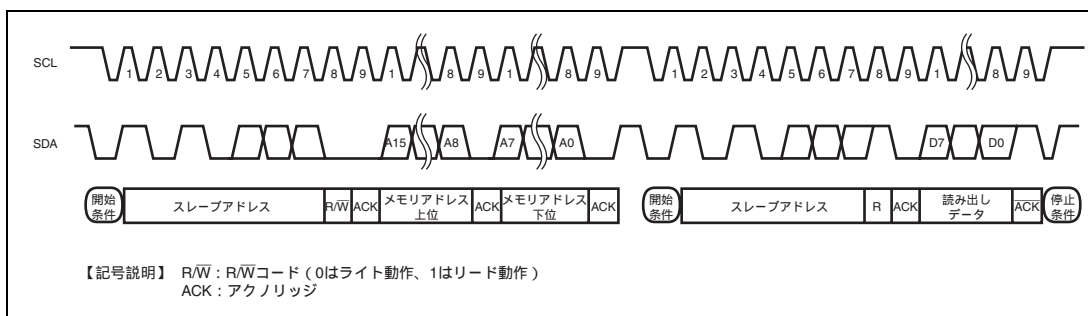 SCL
1 2 3 4 5 6 7 8 9 1 8 9 1 8 9 1 2 3 4 5 6 7 8 9 1 8 9
SDA
A15 A8 A7 A0 D7 D0
開始条件 スレーブアドレス R/W̅ ACK メモリアドレス上位 ACK メモリアドレス下位 ACK 開始条件 スレーブアドレス R ACK 読み出しデータ A̅C̅K̅ 停止条件
【記号説明】 R/W̅：R/W̅コード（0はライト動作、1はリード動作）
ACK：アクノリッジ